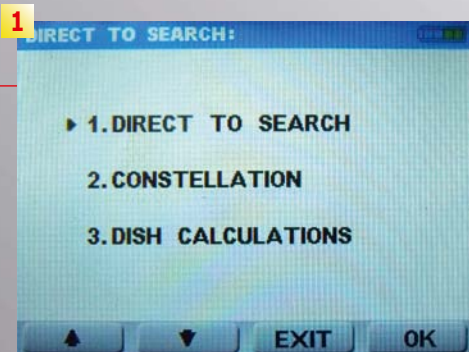 1
DIRECT TO SEARCH:
1.DIRECT TO SEARCH
2.CONSTELLATION
3.DISH CALCULATIONS
EXIT OK